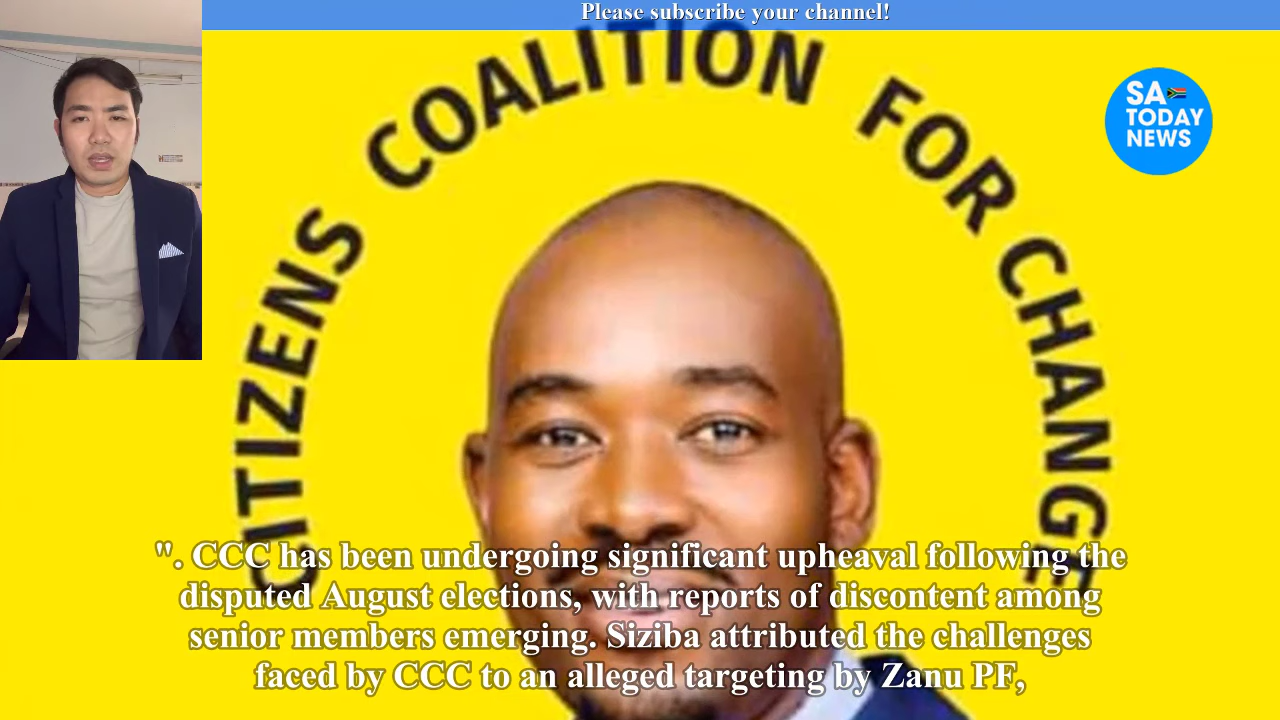 Please subscribe your channel!
CITIZENS COALITION FOR CHANGE
SA
TODAY
NEWS
". CCC has been undergoing significant upheaval following the
disputed August elections, with reports of discontent among
senior members emerging. Siziba attributed the challenges
faced by CCC to an alleged targeting by Zanu PF,